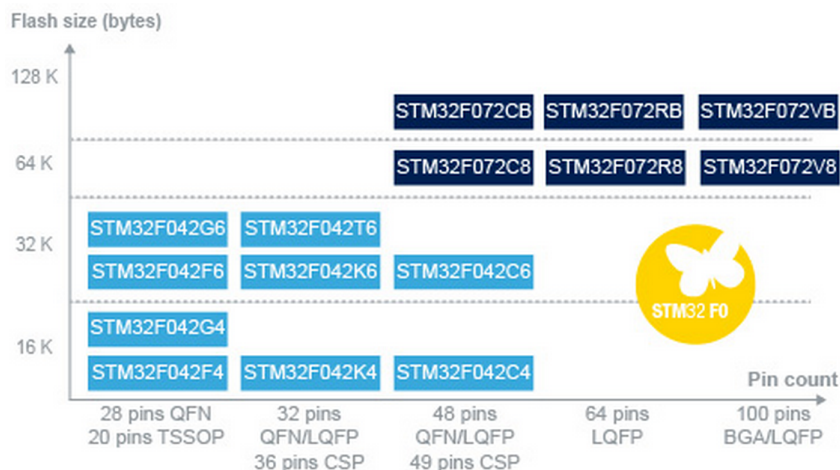 Flash size (bytes)
128 K
STM32F072CB STM32F072RB STM32F072VB
64 K
STM32F072C8 STM32F072R8 STM32F072V8
STM32F042G6 STM32F042T6
32 K
STM32F042F6 STM32F042K6 STM32F042C6
STM32 F0
STM32F042G4
16 K
STM32F042F4 STM32F042K4 STM32F042C4
Pin count
28 pins QFN 32 pins 48 pins 64 pins 100 pins
20 pins TSSOP QFN/LQFP QFN/LQFP LQFP BGA/LQFP
36 pins CSP 49 pins CSP